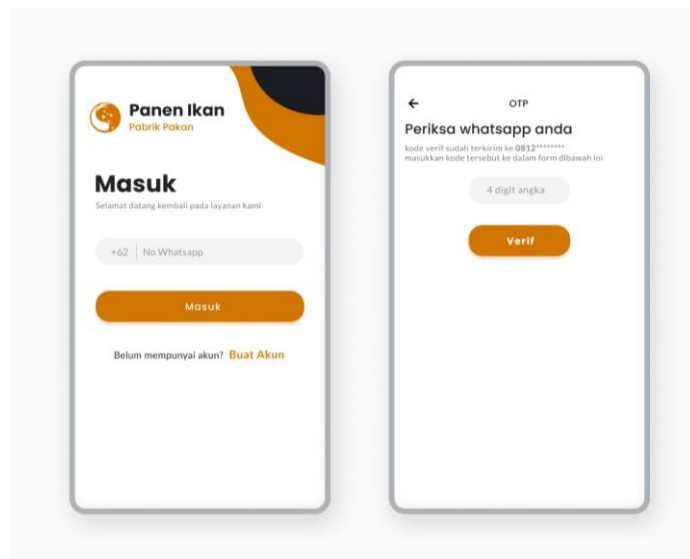 Panen Ikan
Pabrik Pakan
Masuk
Selamat datang kembali pada layanan kami
+62 No Whatsapp
Masuk
Belum mempunyai akun? Buat Akun
OTP
Periksa whatsapp anda
kode verif sudah terkirim ke 0812********
masukkan kode tersebut ke dalam form dibawah ini
4 digit angka
Verif